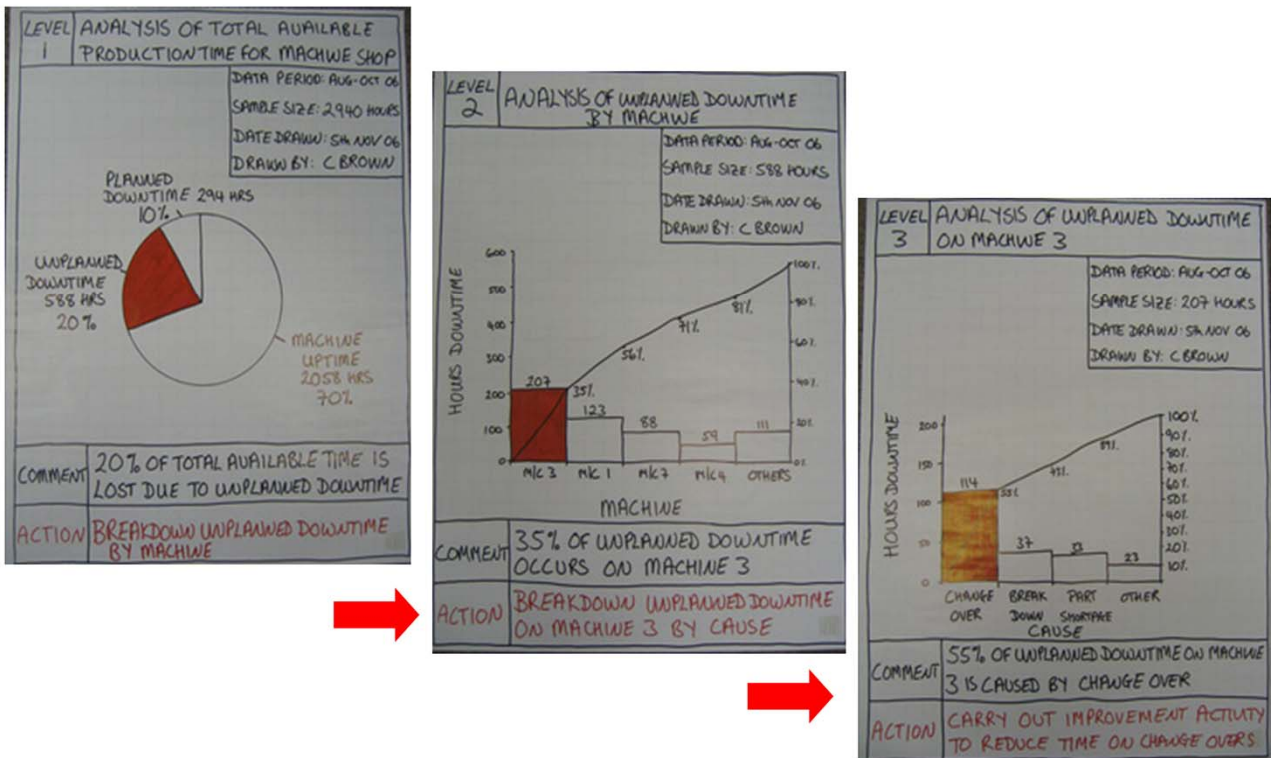 LEVEL
1
ANALYSIS OF TOTAL AVAILABLE
PRODUCTION TIME FOR MACHINE SHOP
DATA PERIOD: AUG-OCT 06
SAMPLE SIZE: 2940 HOURS
DATE DRAWN: 5th NOV 06
DRAWN BY: C BROWN
PLANNED
DOWNTIME 294 HRS
10%
UNPLANNED
DOWNTIME
588 HRS
20%
MACHINE
UPTIME
2058 HRS
70%
COMMENT
20% OF TOTAL AVAILABLE TIME IS
LOST DUE TO UNPLANNED DOWNTIME
ACTION
BREAKDOWN UNPLANNED DOWNTIME
BY MACHINE
LEVEL
2
ANALYSIS OF UNPLANNED DOWNTIME
BY MACHINE
DATA PERIOD: AUG-OCT 06
SAMPLE SIZE: 588 HOURS
DATE DRAWN: 5th NOV 06
DRAWN BY: C BROWN
HOURS DOWNTIME
600
500
400
300
200
100
0
207
123
88
59
111
35%
56%
71%
81%
100%
80%
60%
40%
20%
0%
M/C 3 M/C 1 M/C 7 M/C 4 OTHERS
MACHINE
COMMENT
35% OF UNPLANNED DOWNTIME
OCCURS ON MACHINE 3
ACTION
BREAKDOWN UNPLANNED DOWNTIME
ON MACHINE 3 BY CAUSE
LEVEL
3
ANALYSIS OF UNPLANNED DOWNTIME
ON MACHINE 3
DATA PERIOD: AUG-OCT 06
SAMPLE SIZE: 207 HOURS
DATE DRAWN: 5th NOV 06
DRAWN BY: C BROWN
HOURS DOWNTIME
200
150
100
50
0
114
37
33
23
55%
89%
100%
90%
80%
70%
60%
50%
40%
30%
20%
10%
CHANGE BREAK PART OTHER
OVER DOWN SHORTAGE
CAUSE
COMMENT
55% OF UNPLANNED DOWNTIME ON MACHINE
3 IS CAUSED BY CHANGE OVER
ACTION
CARRY OUT IMPROVEMENT ACTIVITY
TO REDUCE TIME ON CHANGE OVERS